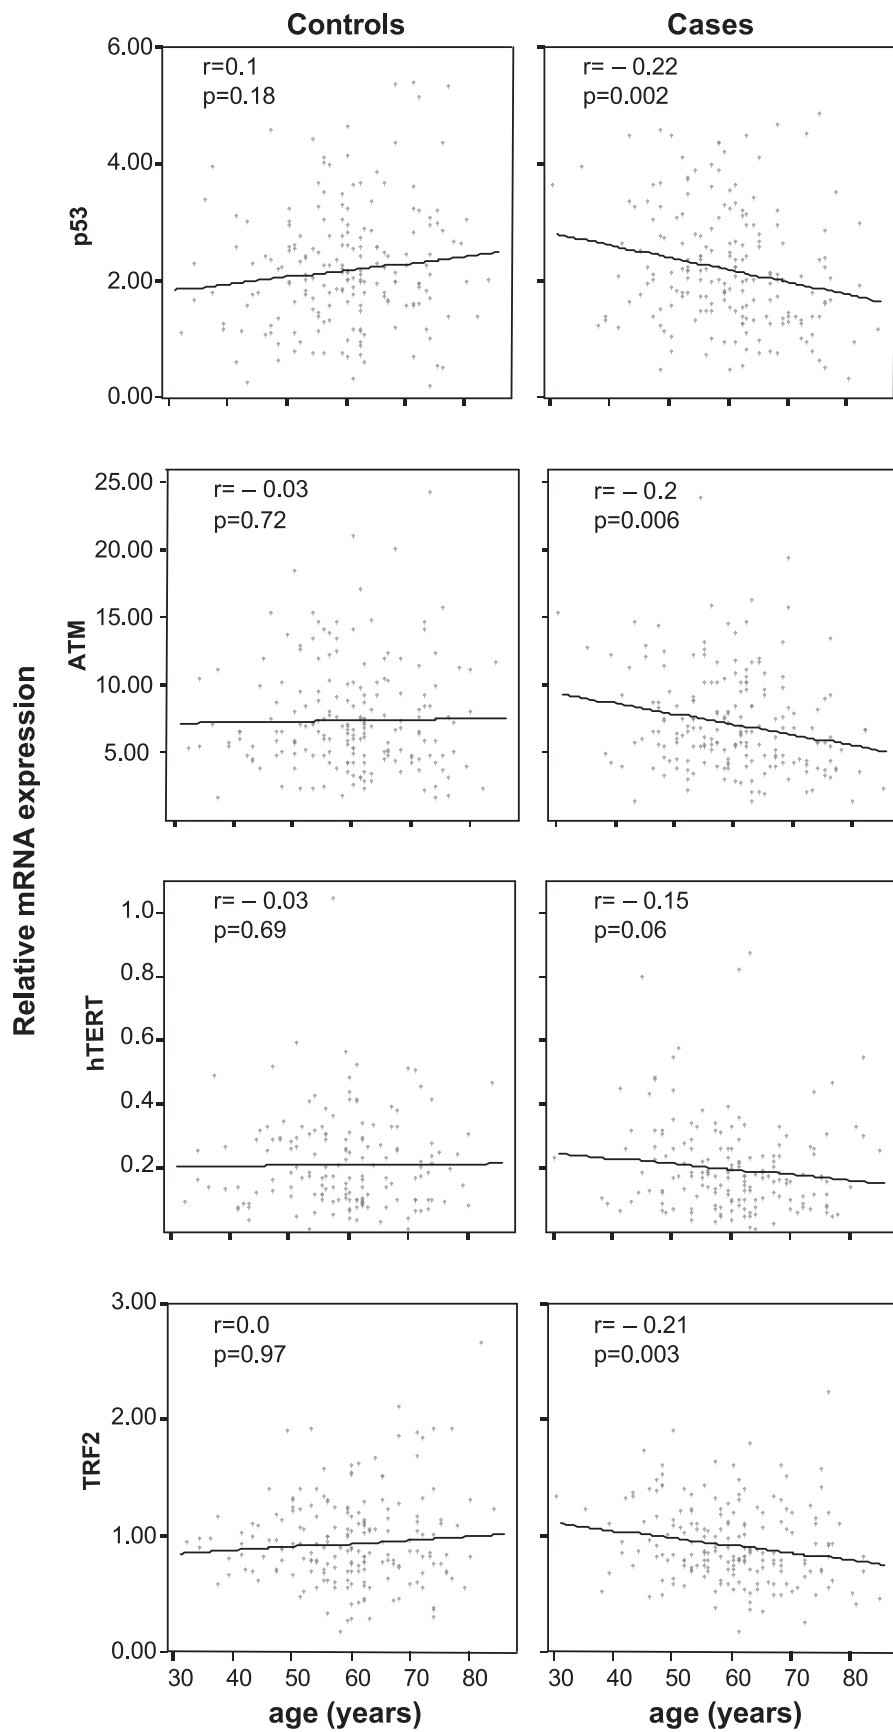 Controls
Cases
Relative mRNA expression
p53
6.00
4.00
2.00
0.00
r=0.1
p=0.18
r= – 0.22
p=0.002
ATM
25.00
20.00
15.00
10.00
5.00
r= – 0.03
p=0.72
r= – 0.2
p=0.006
hTERT
1.0
0.8
0.6
0.4
0.2
r= – 0.03
p=0.69
r= – 0.15
p=0.06
TRF2
3.00
2.00
1.00
0.00
r=0.0
p=0.97
r= – 0.21
p=0.003
30 40 50 60 70 80
30 40 50 60 70 80
age (years)
age (years)